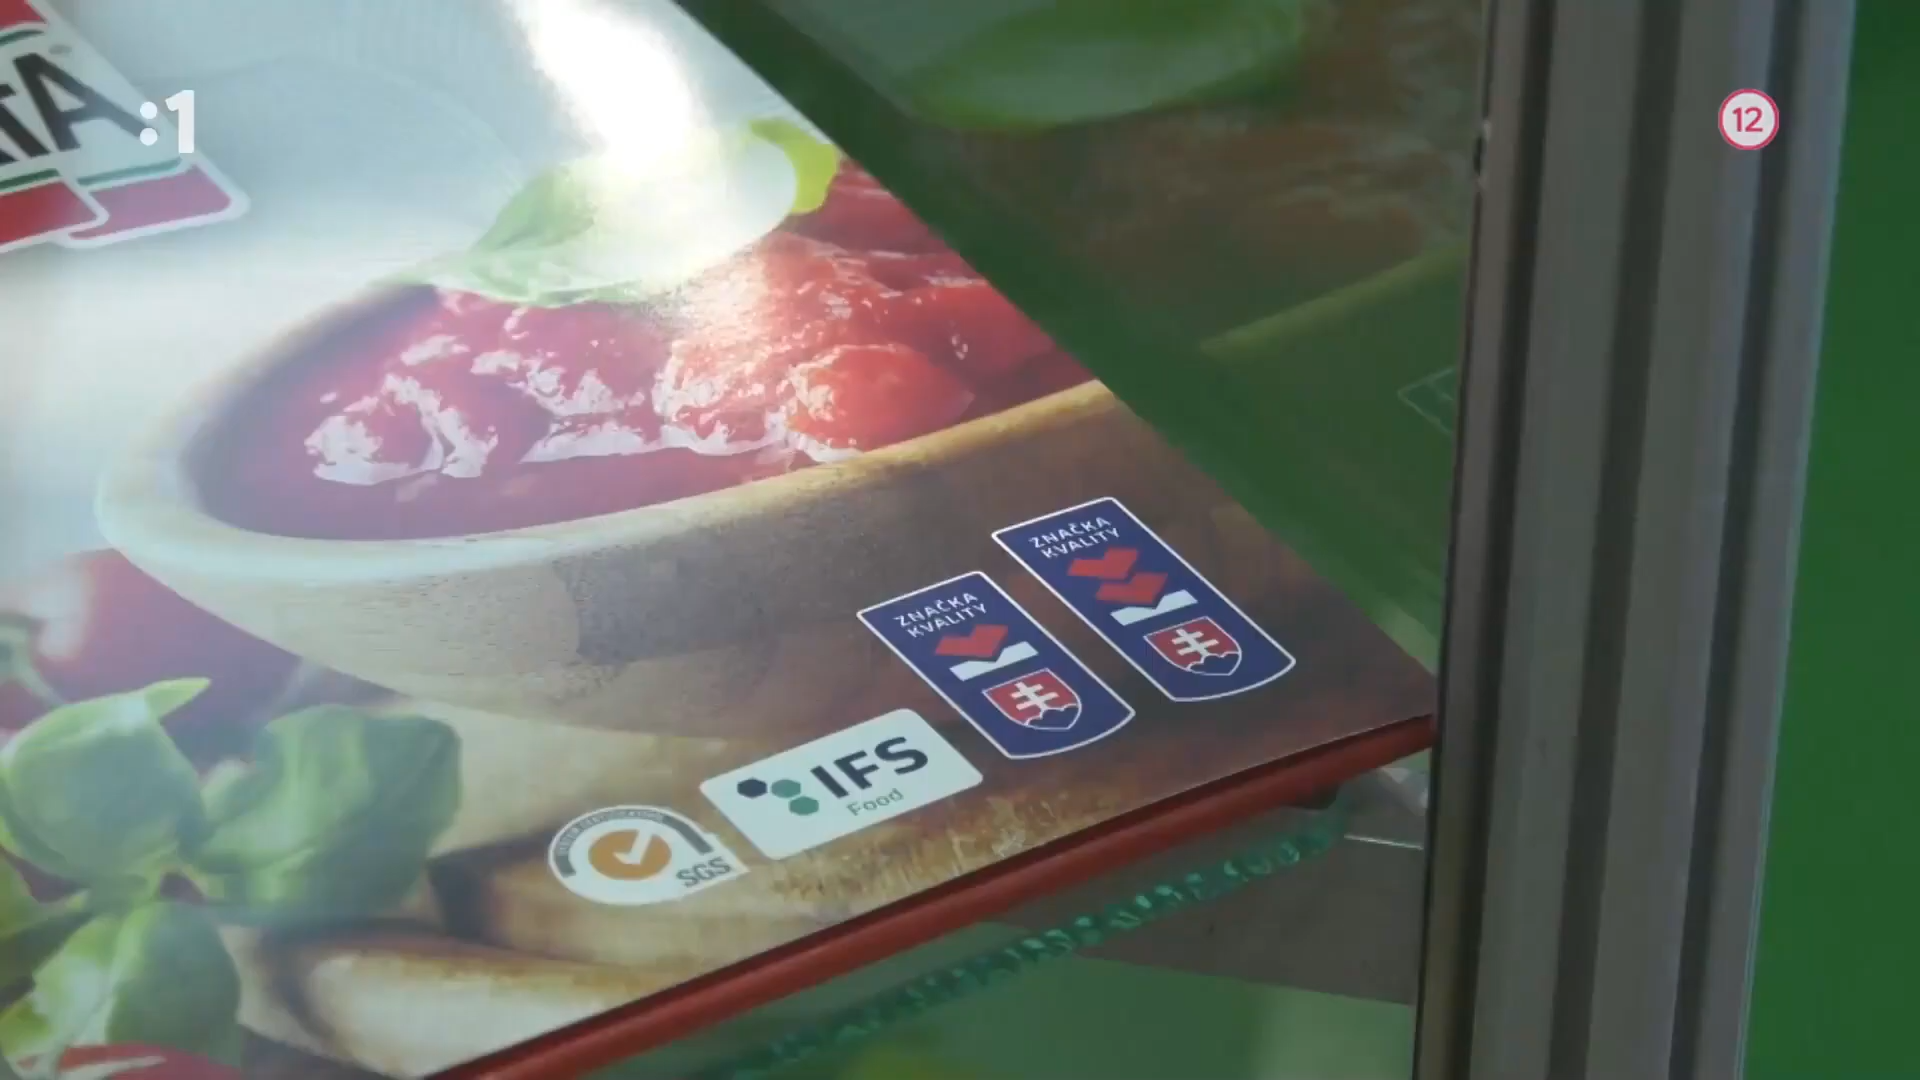 :1
12
ZNAČKA
KVALITY
ZNAČKA
KVALITY
IFS
Food
SGS